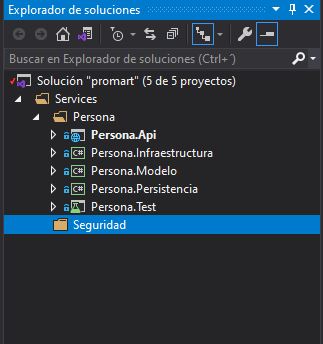 Explorador de soluciones
Buscar en Explorador de soluciones (Ctrl+´)
Solución "promart" (5 de 5 proyectos)
Services
Persona
Persona.Api
C# Persona.Infraestructura
C# Persona.Modelo
C# Persona.Persistencia
Persona.Test
Seguridad